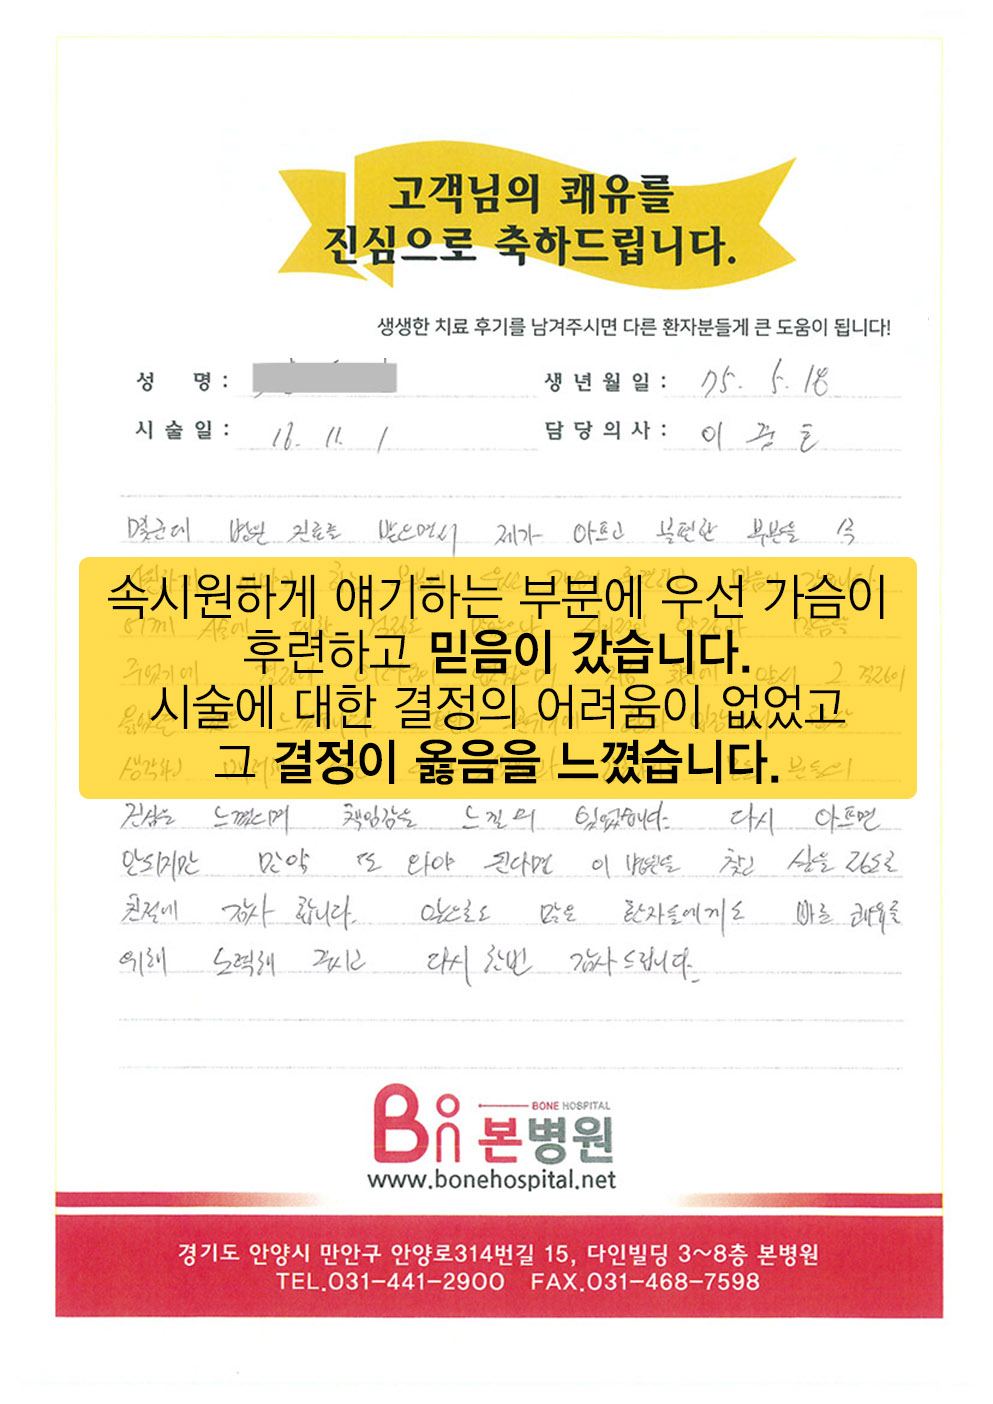 고객님의 쾌유를
진심으로 축하드립니다.
생생한 치료 후기를 남겨주시면 다른 환자분들게 큰 도움이 됩니다!
성 명 : 생년월일 : 75. 5. 18
시술일 : 16. 11. 1 담당의사 : 이
몇군데 병원 진료를 받으면서 제가 아프고 불편한 부분을 속
속시원하게 얘기하는 부분에 우선 가슴이
후련하고 믿음이 갔습니다.
시술에 대한 결정의 어려움이 없었고
그 결정이 옳음을 느꼈습니다.
진심을 느꼈으며 책임감을 느낄 수 있었습니다. 다시 아프면
안되지만 만약 또 와야 된다면 이 병원을 찾고 싶을 정도로
친절에 감사 합니다. 앞으로도 많은 환자들에게도 빠른 쾌유를
위해 노력해 주시고 다시 한번 감사드립니다.
BONE HOSPITAL
본병원
www.bonehospital.net
경기도 안양시 만안구 안양로314번길 15, 다인빌딩 3~8층 본병원
TEL.031-441-2900 FAX.031-468-7598